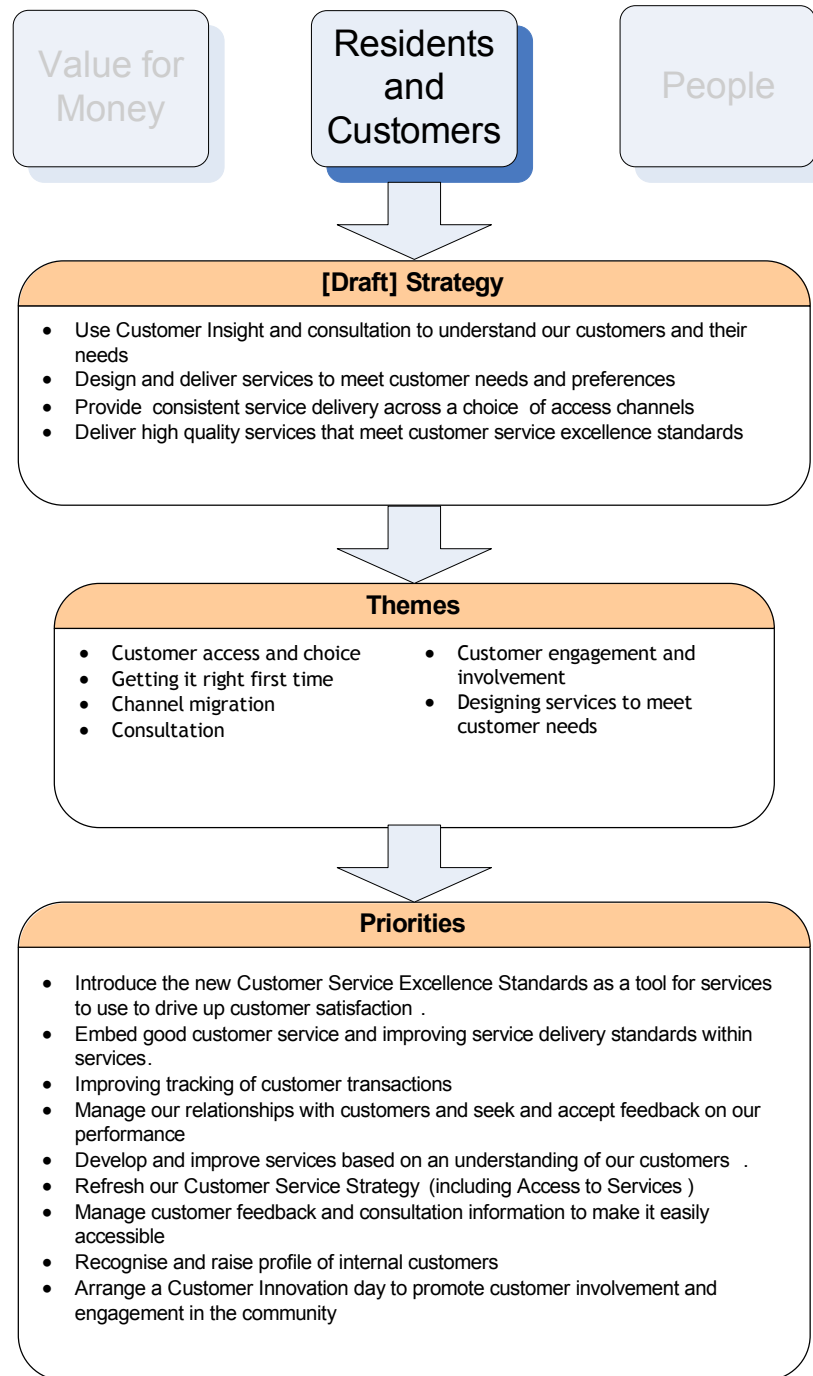 Value for
Money
Residents
and
Customers
People
[Draft] Strategy
• Use Customer Insight and consultation to understand our customers and their
needs
• Design and deliver services to meet customer needs and preferences
• Provide consistent service delivery across a choice of access channels
• Deliver high quality services that meet customer service excellence standards
Themes
• Customer access and choice
• Getting it right first time
• Channel migration
• Consultation
• Customer engagement and
involvement
• Designing services to meet
customer needs
Priorities
• Introduce the new Customer Service Excellence Standards as a tool for services
to use to drive up customer satisfaction .
• Embed good customer service and improving service delivery standards within
services.
• Improving tracking of customer transactions
• Manage our relationships with customers and seek and accept feedback on our
performance
• Develop and improve services based on an understanding of our customers .
• Refresh our Customer Service Strategy (including Access to Services )
• Manage customer feedback and consultation information to make it easily
accessible
• Recognise and raise profile of internal customers
• Arrange a Customer Innovation day to promote customer involvement and
engagement in the community